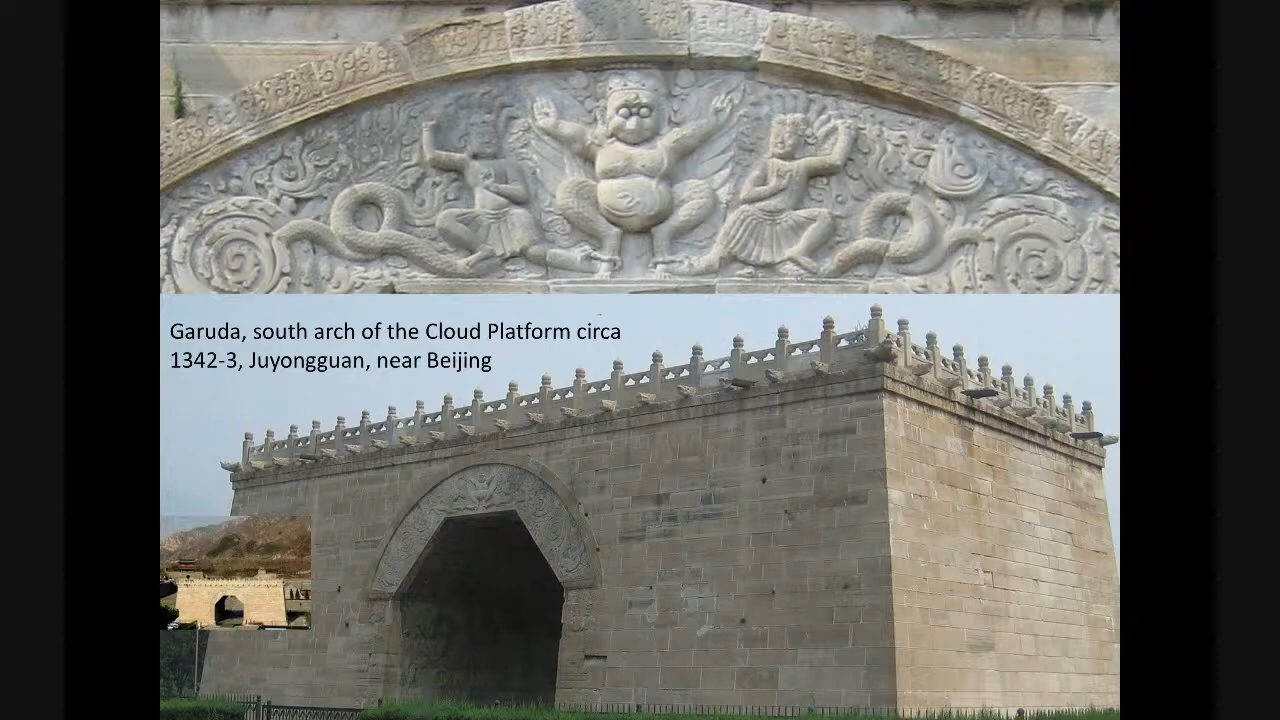 Garuda, south arch of the Cloud Platform circa
1342-3, Juyongguan, near Beijing